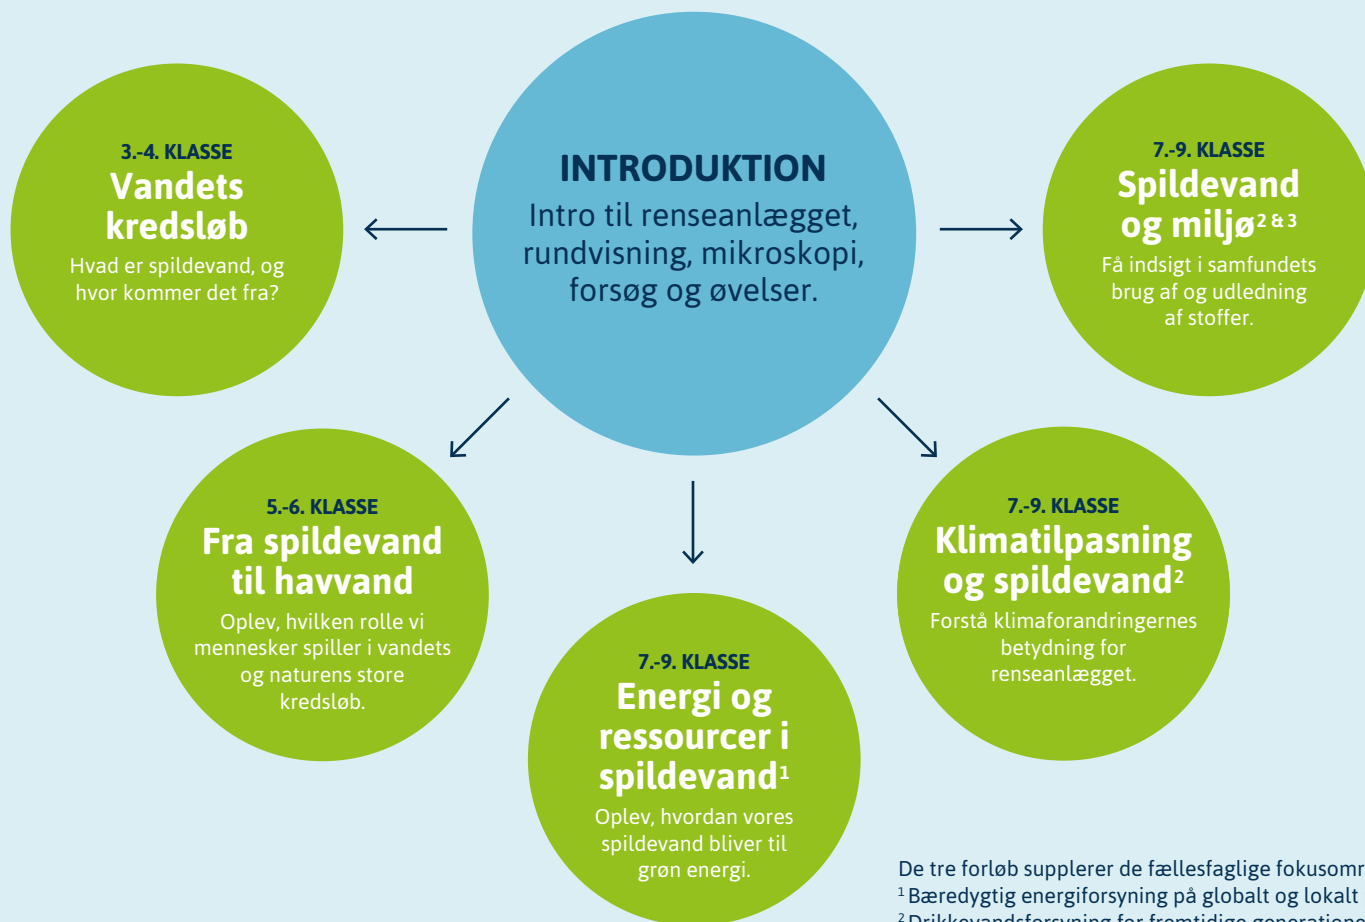 INTRODUKTION
Intro til renseanlægget,
rundvisning, mikroskopi,
forsøg og øvelser.
3.-4. KLASSE
Vandets
kredsløb
Hvad er spildevand, og
hvor kommer det fra?
5.-6. KLASSE
Fra spildevand
til havvand
Oplev, hvilken rolle vi
mennesker spiller i vandets
og naturens store
kredsløb.
7.-9. KLASSE
Energi og
ressourcer i
spildevand¹
Oplev, hvordan vores
spildevand bliver til
grøn energi.
7.-9. KLASSE
Klimatilpasning
og spildevand²
Forstå klimaforandringernes
betydning for
renseanlægget.
7.-9. KLASSE
Spildevand
og miljø² & ³
Få indsigt i samfundets
brug af og udledning
af stoffer.
De tre forløb supplerer de fællesfaglige
¹ Bæredygtig energiforsyning på globalt og lokalt
² Drikkevandsforsyning for fremtidige